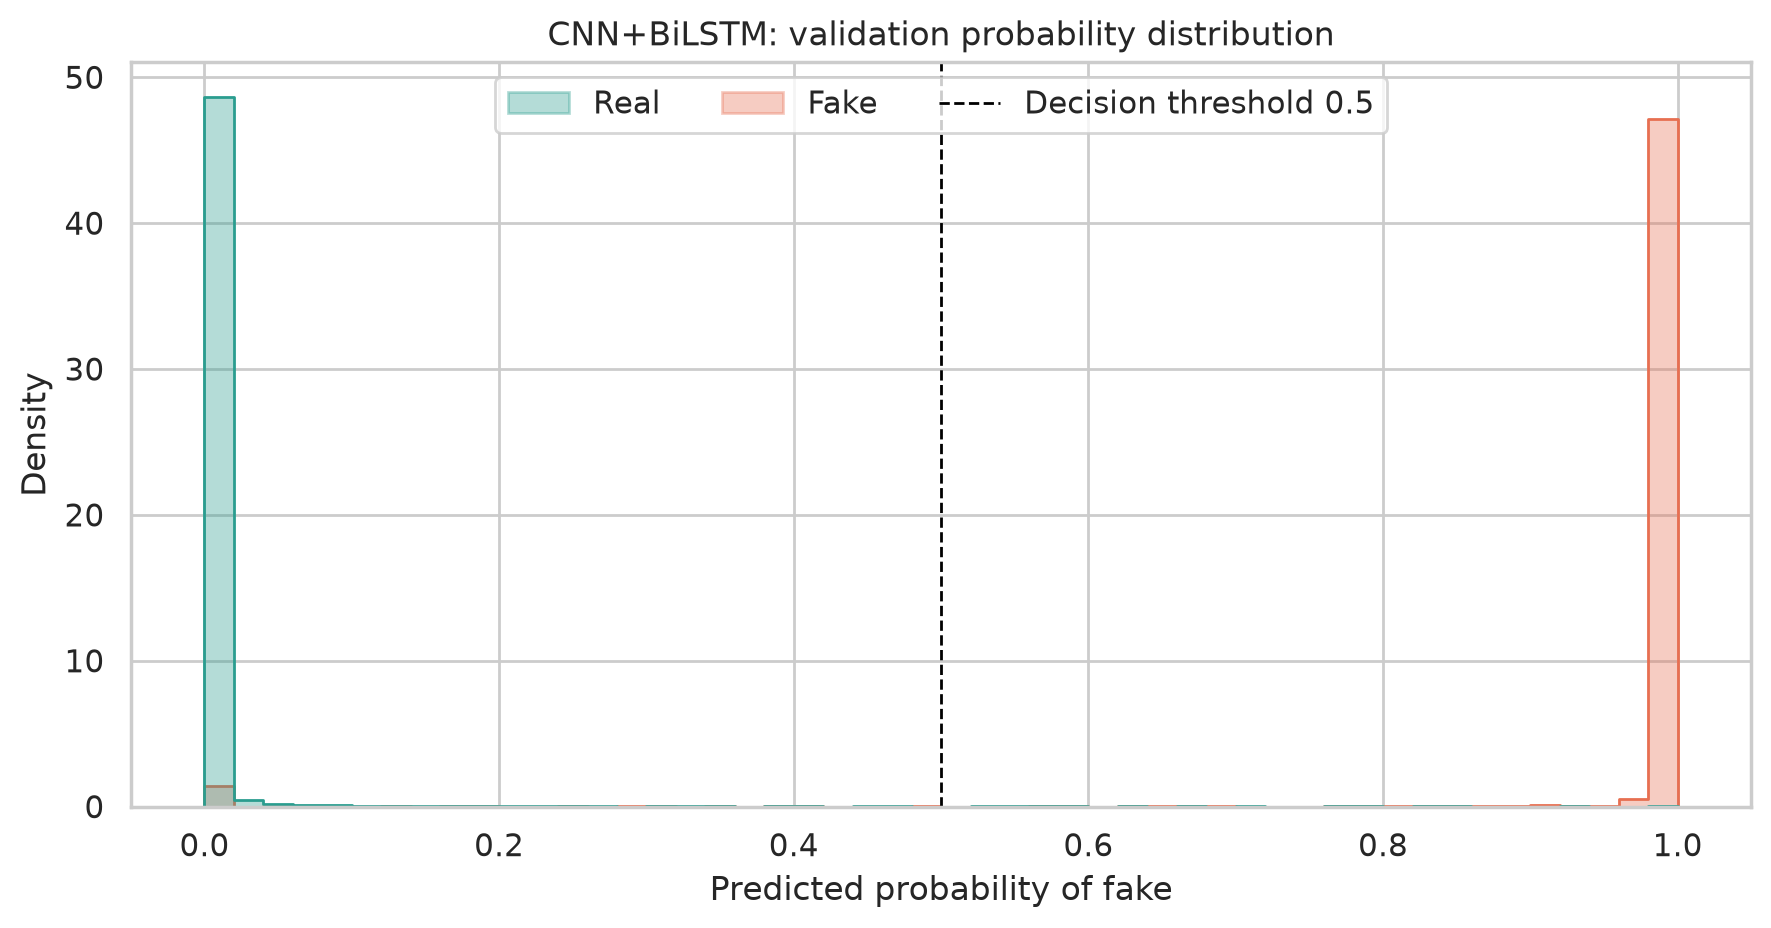 CNN+BiLSTM: validation probability distribution
Real Fake Decision threshold 0.5
Density
50
40
30
20
10
0
0.0 0.2 0.4 0.6 0.8 1.0
Predicted probability of fake